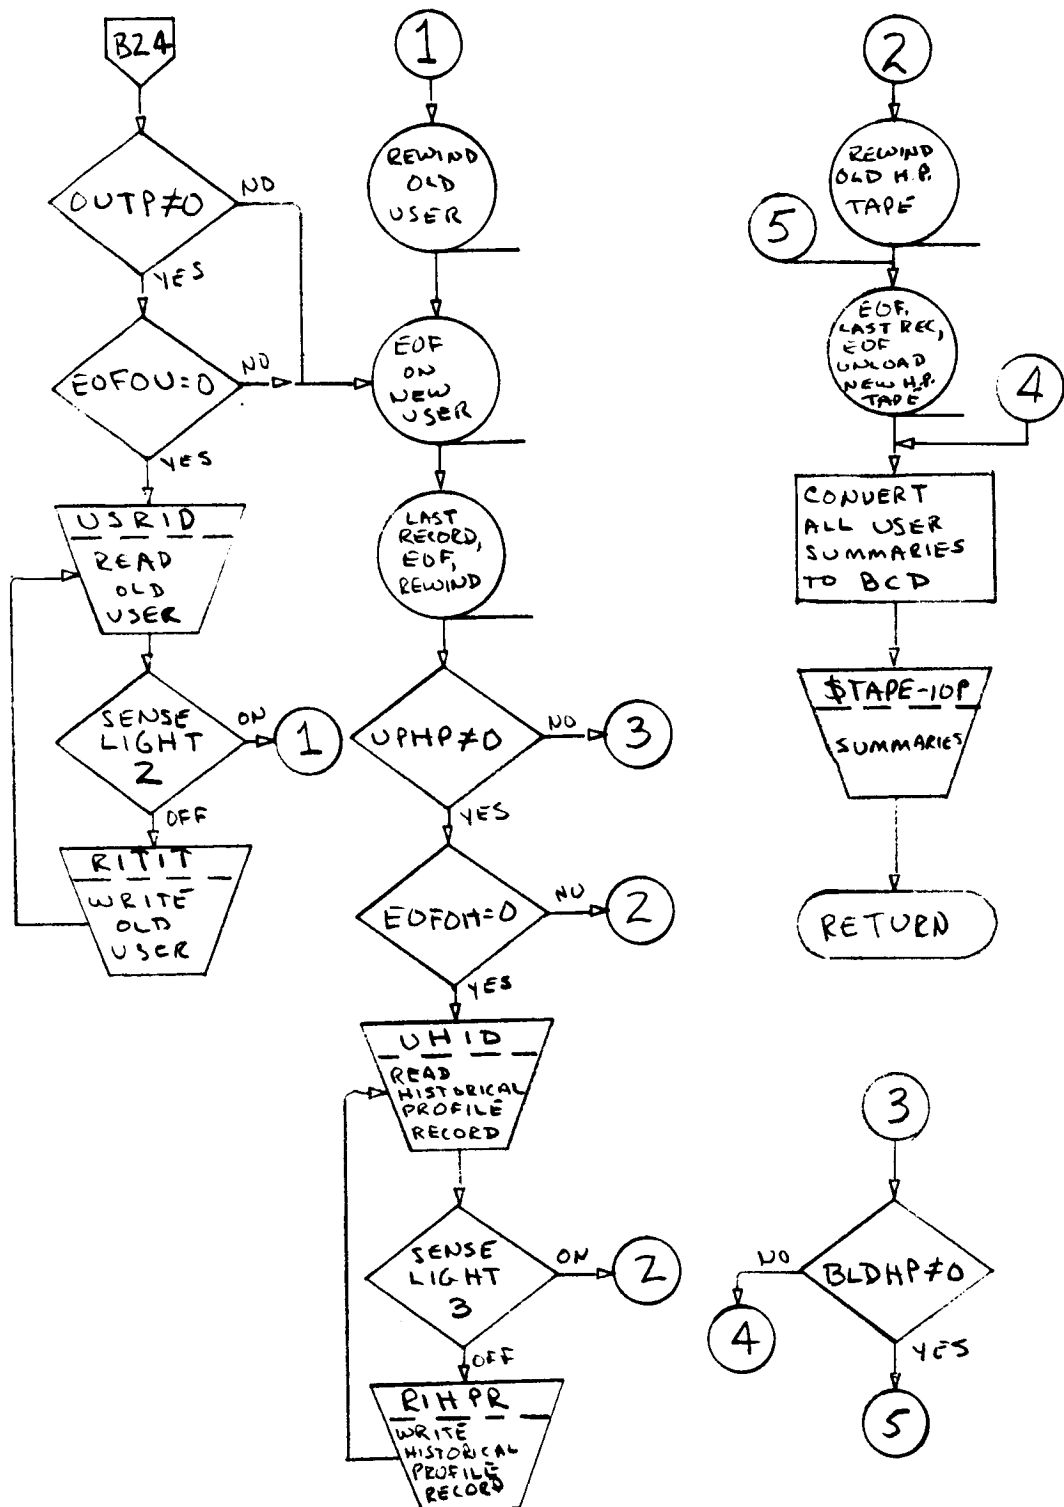 B24
OUTP≠0
NO
YES
EOFOU=0
NO
YES
USRID
READ
OLD
USER
SENSE
LIGHT
2
ON
1
OFF
RITIT
WRITE
OLD
USER
1
REWIND
OLD
USER
EOF
ON
NEW
USER
LAST
RECORD,
EOF,
REWIND
UPHP≠0
NO
3
YES
EOFOH=0
NO
2
YES
UHID
READ
HISTORICAL
PROFILE
RECORD
SENSE
LIGHT
3
ON
2
OFF
RIHPR
WRITE
HISTORICAL
PROFILE
RECORD
2
REWIND
OLD H.P.
TAPE
5
EOF,
LAST REC,
EOF
UNLOAD
NEW H.P.
TAPE
4
CONVERT
ALL USER
SUMMARIES
TO BCD
$TAPE-10P
SUMMARIES
RETURN
3
BLDHP≠0
NO
4
YES
5